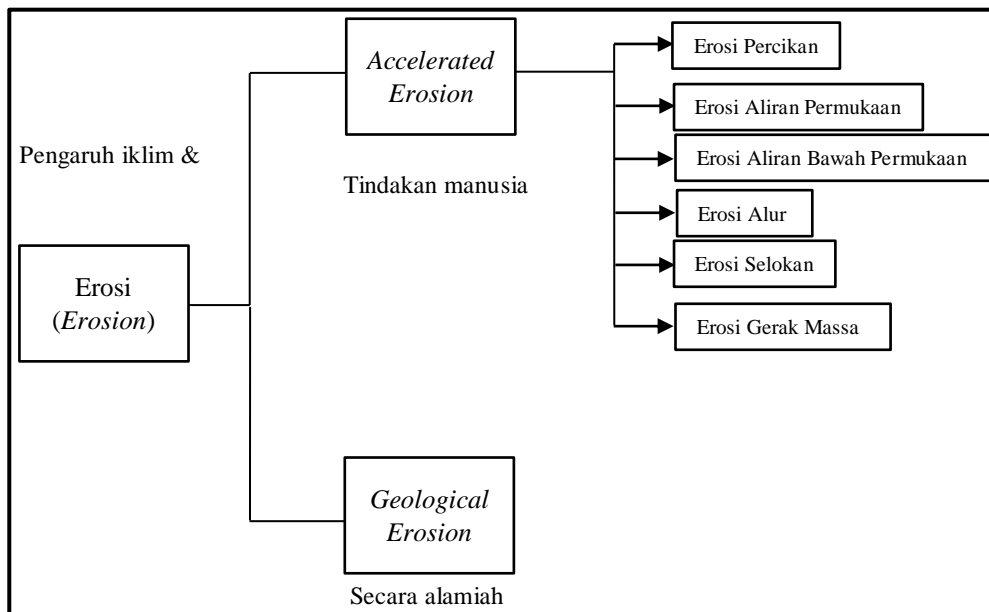 Pengaruh iklim &
Erosi
(Erosion)
Accelerated
Erosion
Tindakan manusia
Erosi Percikan
Erosi Aliran Permukaan
Erosi Aliran Bawah Permukaan
Erosi Alur
Erosi Selokan
Erosi Gerak Massa
Geological
Erosion
Secara alamiah